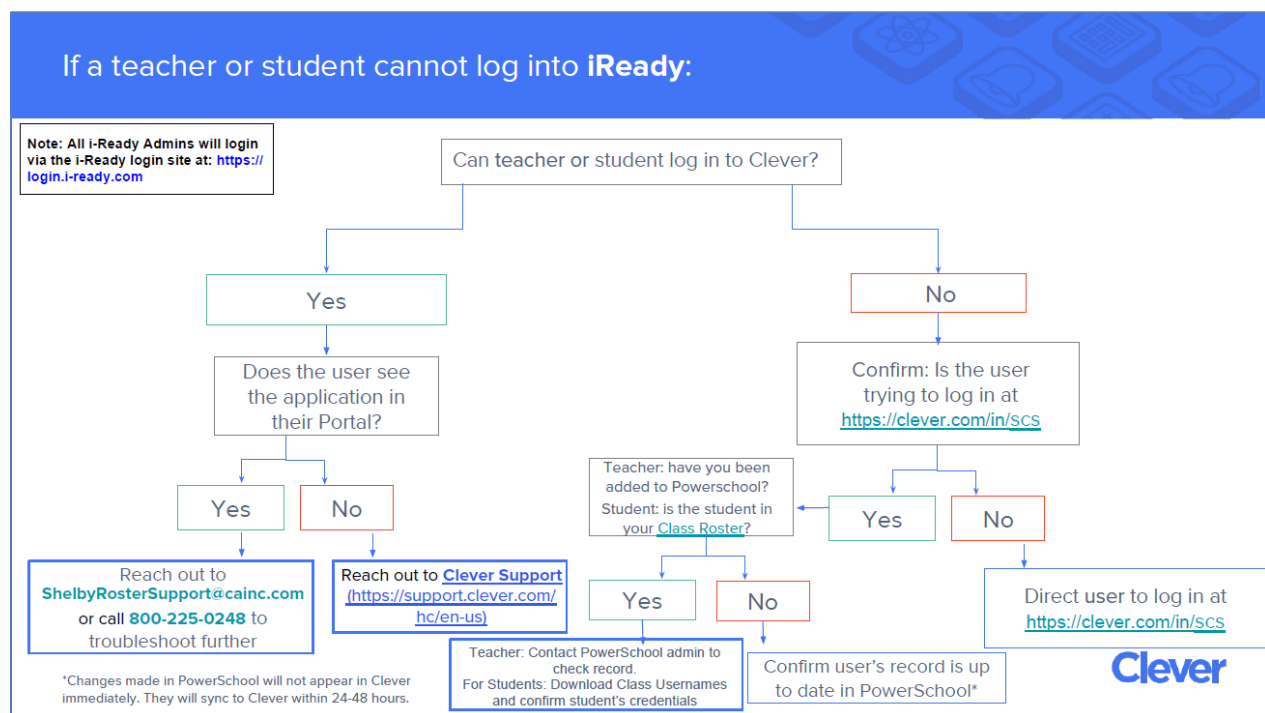 If a teacher or student cannot log into iReady:
Note: All i-Ready Admins will login
via the i-Ready login site at: https://
login.i-ready.com
Can teacher or student log in to Clever?
Yes
No
Does the user see
the application in
their Portal?
Confirm: Is the user
trying to log in at
https://clever.com/in/SCS
Yes
No
Teacher: have you been
added to Powerschool?
Student: is the student in
your Class Roster?
Yes
No
Reach out to
ShelbyRosterSupport@cainc.com
or call 800-225-0248 to
troubleshoot further
Reach out to Clever Support
(https://support.clever.com/
hc/en-us)
Yes
No
Direct user to log in at
https://clever.com/in/SCS
Teacher: Contact PowerSchool admin to
check record.
For Students: Download Class Usernames
and confirm student's credentials
Confirm user's record is up
to date in PowerSchool*
Clever
*Changes made in PowerSchool will not appear in Clever
immediately. They will sync to Clever within 24-48 hours.